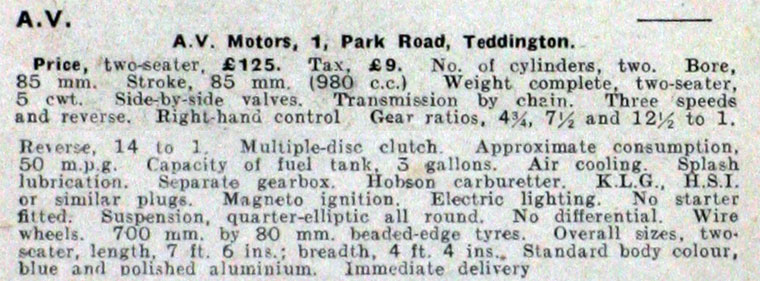 A.V.
A.V. Motors, 1, Park Road, Teddington.
Price, two-seater, £125. Tax, £9. No. of cylinders, two. Bore,
85 mm. Stroke, 85 mm. (980 c.c.) Weight complete, two-seater,
5 cwt. Side-by-side valves. Transmission by chain. Three speeds
and reverse. Right-hand control Gear ratios, 4¾, 7½ and 12½ to 1.
Reverse, 14 to 1. Multiple-disc clutch. Approximate consumption,
50 m.p.g. Capacity of fuel tank, 3 gallons. Air cooling. Splash
lubrication. Separate gearbox. Hobson carburetter. K.L.G., H.S.I.
or similar plugs. Magneto ignition. Electric lighting. No starter
fitted. Suspension, quarter-elliptic all round. No differential. Wire
wheels. 700 mm. by 80 mm. beaded-edge tyres. Overall sizes, two-
seater, length, 7 ft. 6 ins.; breadth, 4 ft. 4 ins. Standard body colour,
blue and polished aluminium. Immediate delivery